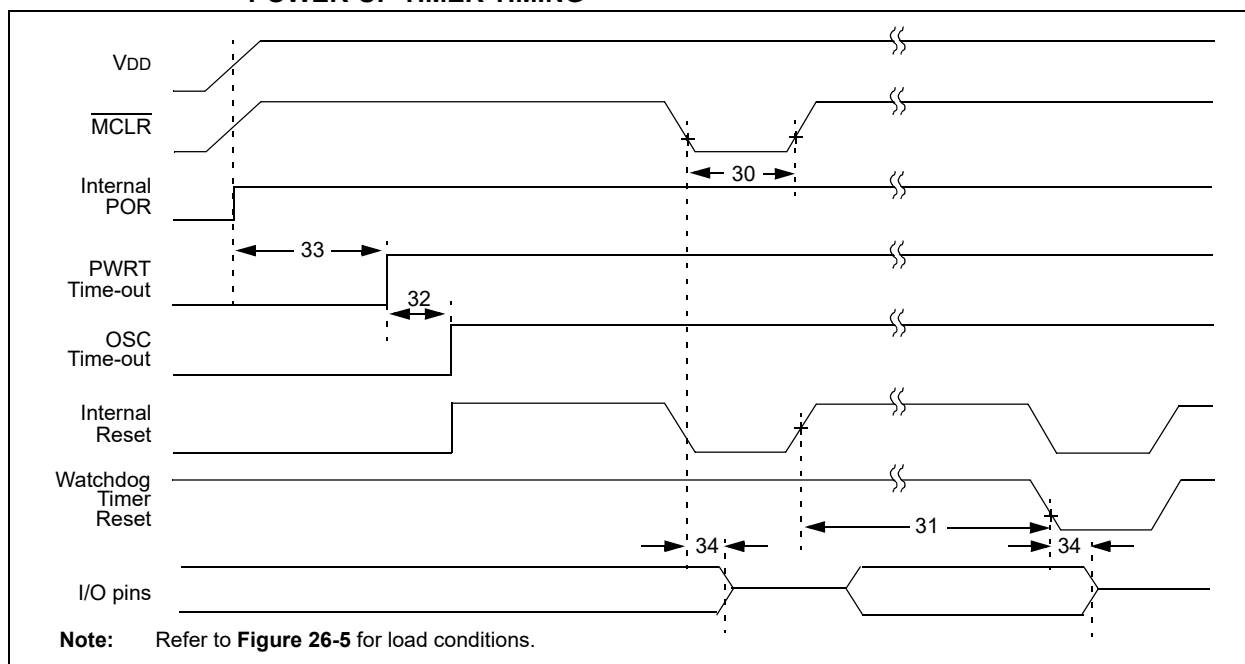 POWER-UP TIMER TIMING
VDD
MCLR
30
Internal
POR
33
PWRT
Time-out
32
OSC
Time-out
Internal
Reset
Watchdog
Timer
Reset
31
34
34
I/O pins
Note: Refer to Figure 26-5 for load conditions.